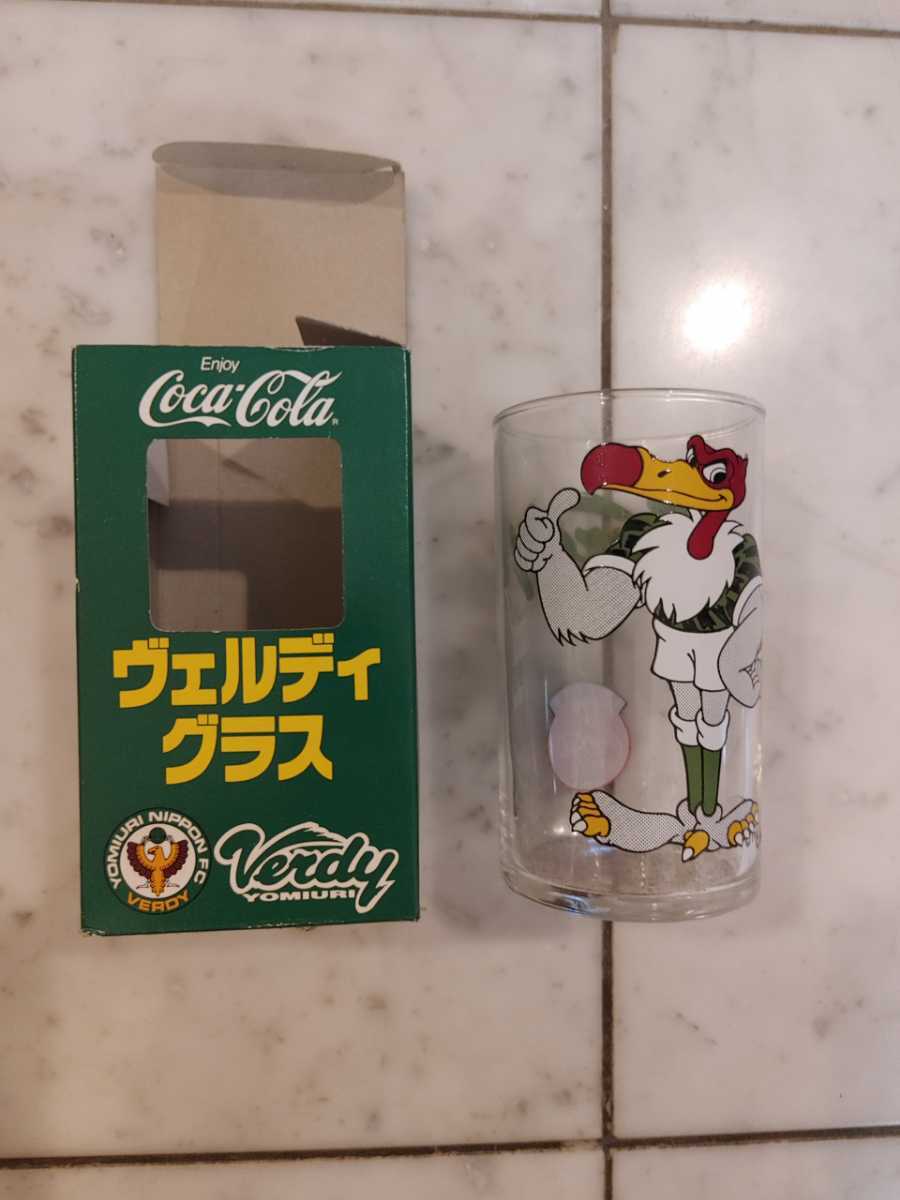 Enjoy
Coca-Cola
ヴェルディ
グラス
YOMIURI NIPPON FC
VERDY
Verdy
YOMIURI